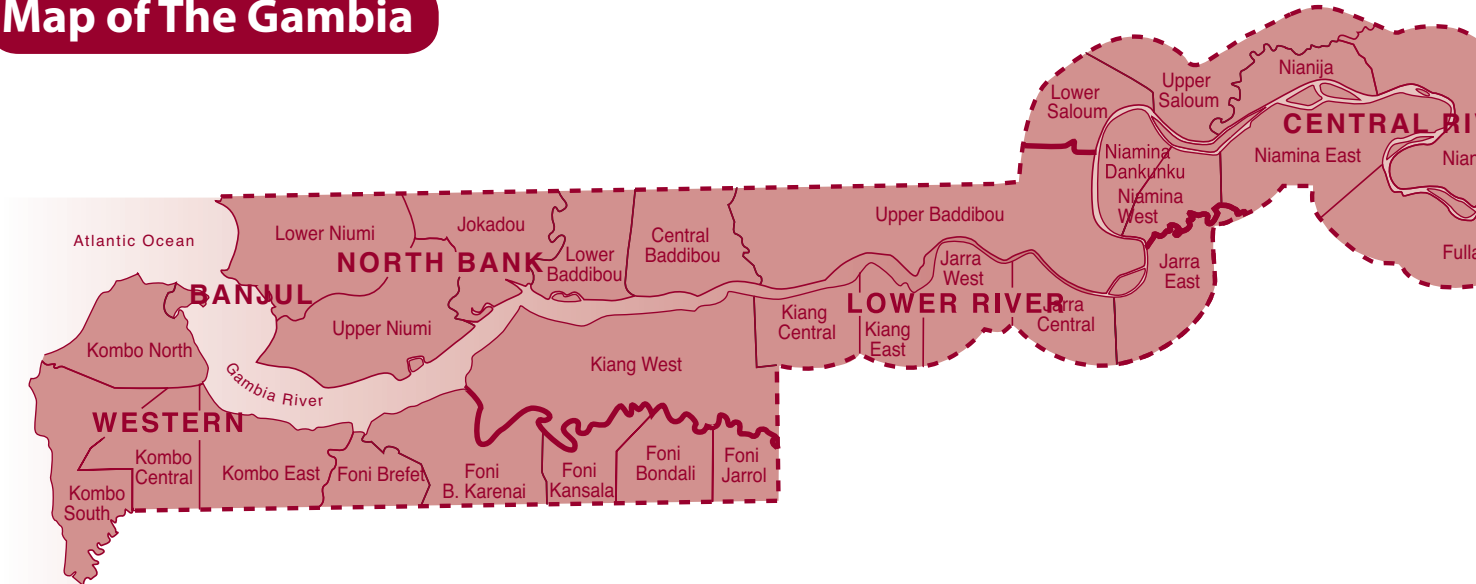 Map of The Gambia
Nianija
Upper
Saloum
Lower
Saloum
CENTRAL
Niamina East
Niamina
Dankunku
Niamina
West
Upper Baddibou
Jokadou
Lower Niumi
Central
Baddibou
Atlantic Ocean
Lower
Baddibou
NORTH BANK
Jarra
West
Jarra
East
BANJUL
LOWER RIVER
Kiang
Central
Jarra
Central
Upper Niumi
Kiang
East
Kombo North
Kiang West
Gambia River
WESTERN
Kombo
Central
Kombo East
Foni Brefet
Foni
B. Karenai
Foni
Kansala
Foni
Bondali
Foni
Jarrol
Kombo
South